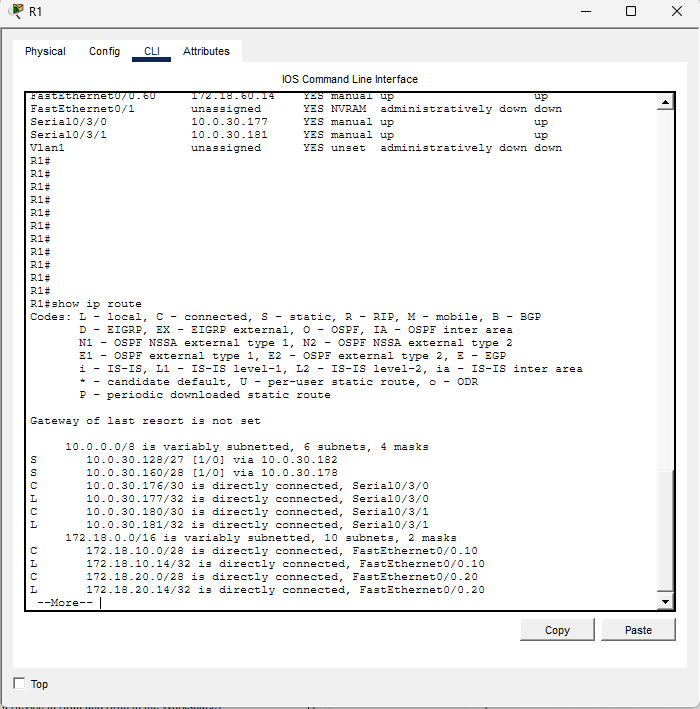 R1
Physical Config CLI Attributes
IOS Command Line Interface
FastEthernet0/0.60     172.18.60.14    YES manual up                    up
FastEthernet0/1        unassigned      YES NVRAM  administratively down down
Serial0/3/0            10.0.30.177     YES manual up                    up
Serial0/3/1            10.0.30.181     YES manual up                    up
Vlan1                  unassigned      YES unset  administratively down down
R1#
R1#
R1#
R1#
R1#
R1#
R1#
R1#
R1#
R1#
R1#
R1#show ip route
Codes: L - local, C - connected, S - static, R - RIP, M - mobile, B - BGP
       D - EIGRP, EX - EIGRP external, O - OSPF, IA - OSPF inter area
       N1 - OSPF NSSA external type 1, N2 - OSPF NSSA external type 2
       E1 - OSPF external type 1, E2 - OSPF external type 2, E - EGP
       i - IS-IS, L1 - IS-IS level-1, L2 - IS-IS level-2, ia - IS-IS inter area
       * - candidate default, U - per-user static route, o - ODR
       P - periodic downloaded static route
Gateway of last resort is not set
     10.0.0.0/8 is variably subnetted, 6 subnets, 4 masks
S       10.0.30.128/27 [1/0] via 10.0.30.182
S       10.0.30.160/28 [1/0] via 10.0.30.178
C       10.0.30.176/30 is directly connected, Serial0/3/0
L       10.0.30.177/32 is directly connected, Serial0/3/0
C       10.0.30.180/30 is directly connected, Serial0/3/1
L       10.0.30.181/32 is directly connected, Serial0/3/1
     172.18.0.0/16 is variably subnetted, 10 subnets, 2 masks
C       172.18.10.0/28 is directly connected, FastEthernet0/0.10
L       172.18.10.14/32 is directly connected, FastEthernet0/0.10
C       172.18.20.0/28 is directly connected, FastEthernet0/0.20
L       172.18.20.14/32 is directly connected, FastEthernet0/0.20
 --More--
Copy Paste
Top